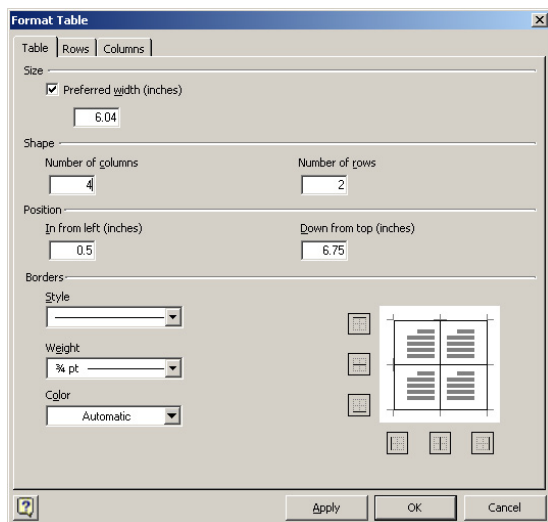 Format Table
Table Rows Columns
Size
Preferred width (inches)
6.04
Shape
Number of columns Number of rows
4 2
Position
In from left (inches) Down from top (inches)
0.5 6.75
Borders
Style
Weight
¾ pt
Color
Automatic
Apply OK Cancel